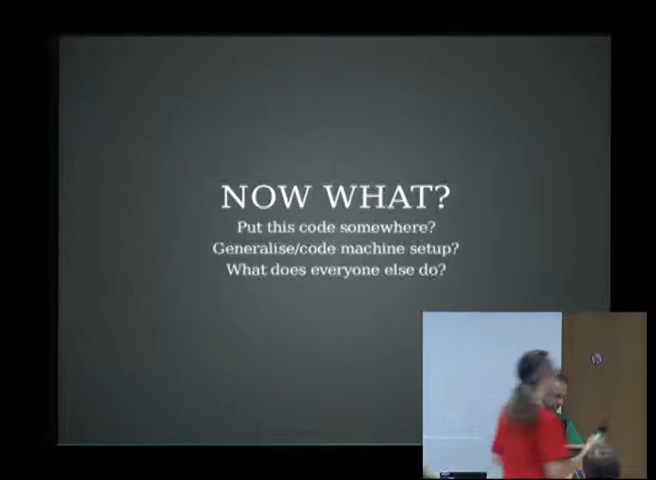 NOW WHAT?
Put this code somewhere?
Generalise/code machine setup?
What does everyone else do?